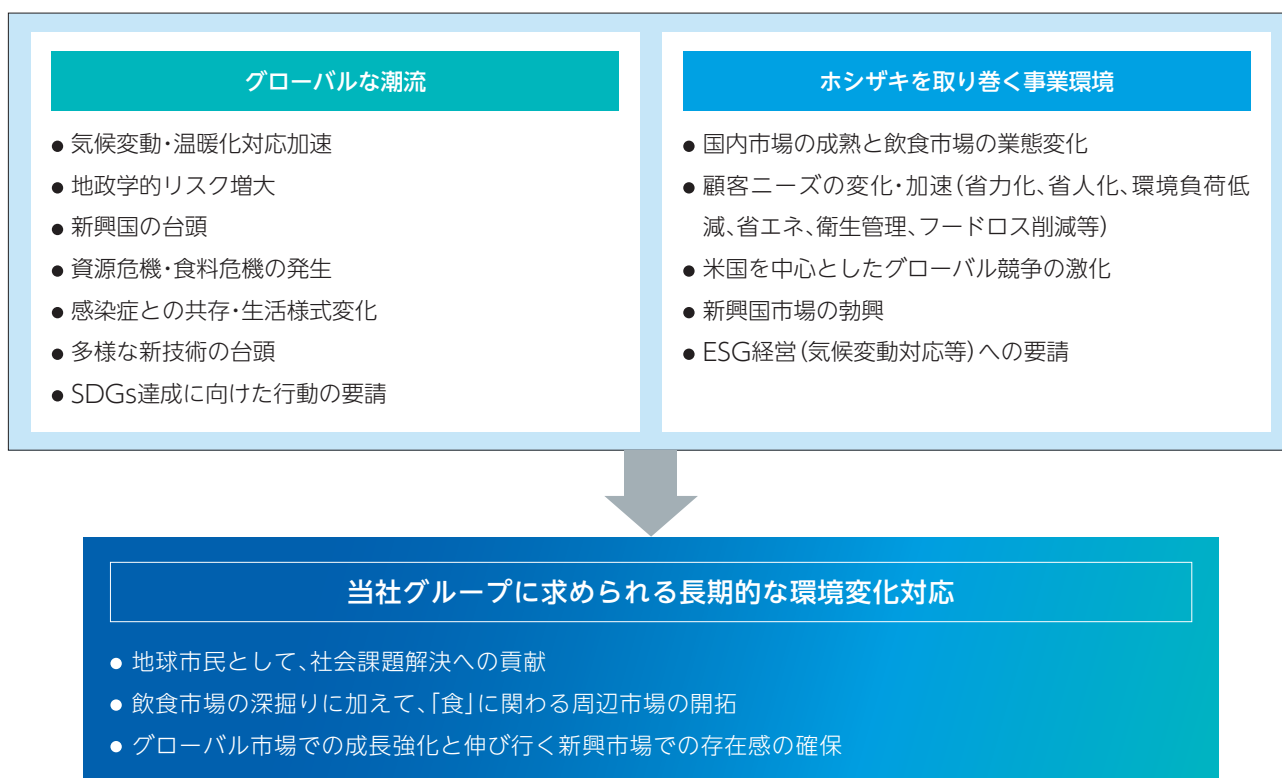 グローバルな潮流
● 気候変動・温暖化対応加速
● 地政学的リスク増大
● 新興国の台頭
● 資源危機・食料危機の発生
● 感染症との共存・生活様式変化
● 多様な新技術の台頭
● SDGs達成に向けた行動の要請
ホシザキを取り巻く事業環境
● 国内市場の成熟と飲食市場の業態変化
● 顧客ニーズの変化・加速（省力化、省人化、環境負荷低
減、省エネ、衛生管理、フードロス削減等）
● 米国を中心としたグローバル競争の激化
● 新興国市場の勃興
● ESG経営（気候変動対応等）への要請
当社グループに求められる長期的な環境変化対応
● 地球市民として、社会課題解決への貢献
● 飲食市場の深掘りに加えて、「食」に関わる周辺市場の開拓
● グローバル市場での成長強化と伸び行く新興市場での存在感の確保